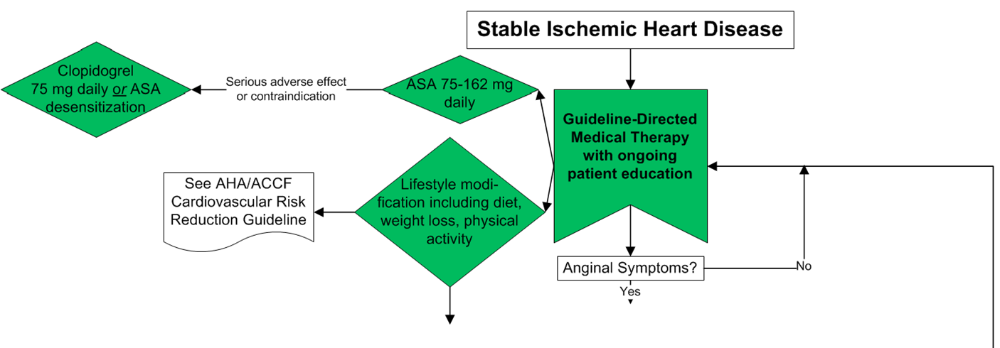 Stable Ischemic Heart Disease
Clopidogrel
75 mg daily or ASA
desensitization
Serious adverse effect
or contraindication
ASA 75-162 mg
daily
Guideline-Directed
Medical Therapy
with ongoing
patient education
See AHA/ACCF
Cardiovascular Risk
Reduction Guideline
Lifestyle modi-
fication including diet,
weight loss, physical
activity
Anginal Symptoms?
No
Yes